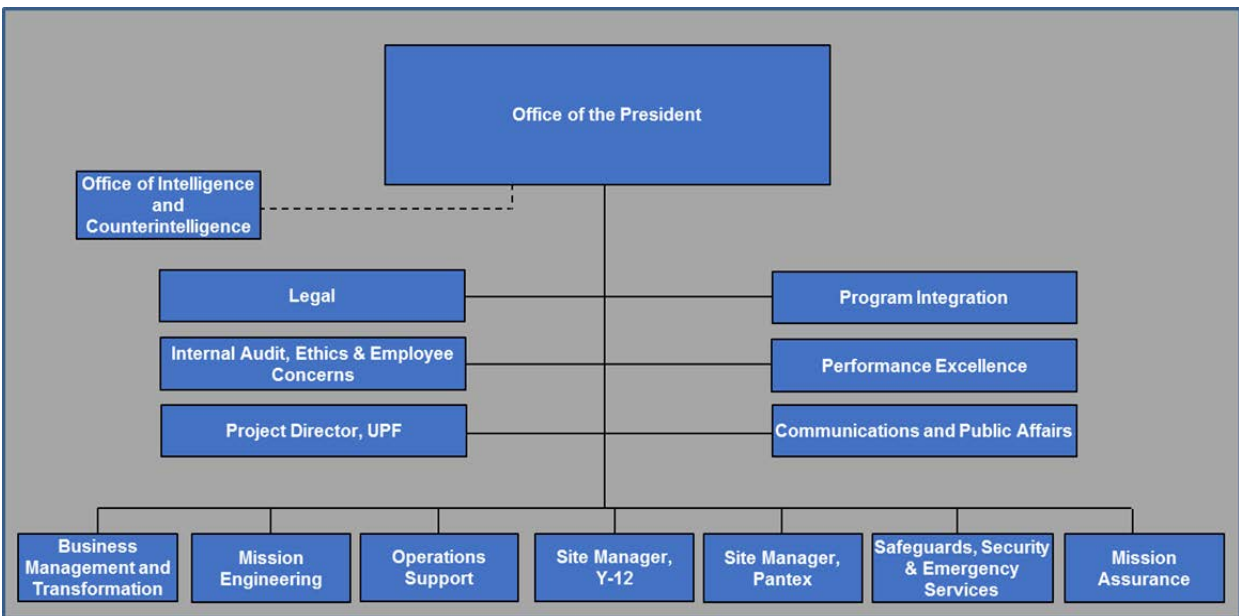 Office of the President
Office of Intelligence
and
Counterintelligence
Legal
Program Integration
Internal Audit, Ethics & Employee
Concerns
Performance Excellence
Project Director, UPF
Communications and Public Affairs
Business
Management and
Transformation
Mission
Engineering
Operations
Support
Site Manager,
Y-12
Site Manager,
Pantex
Safeguards, Security
& Emergency
Services
Mission
Assurance